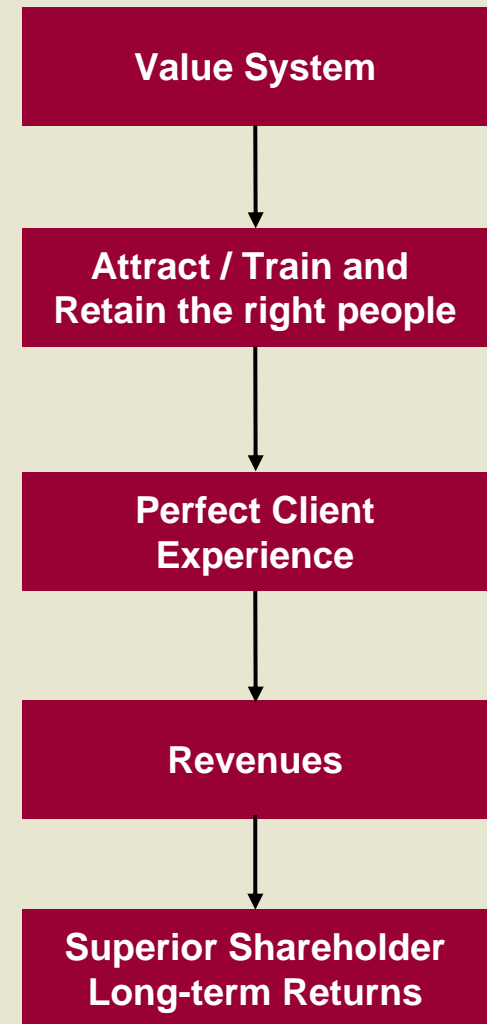 Value System
Attract / Train and
Retain the right people
Perfect Client
Experience
Revenues
Superior Shareholder
Long-term Returns